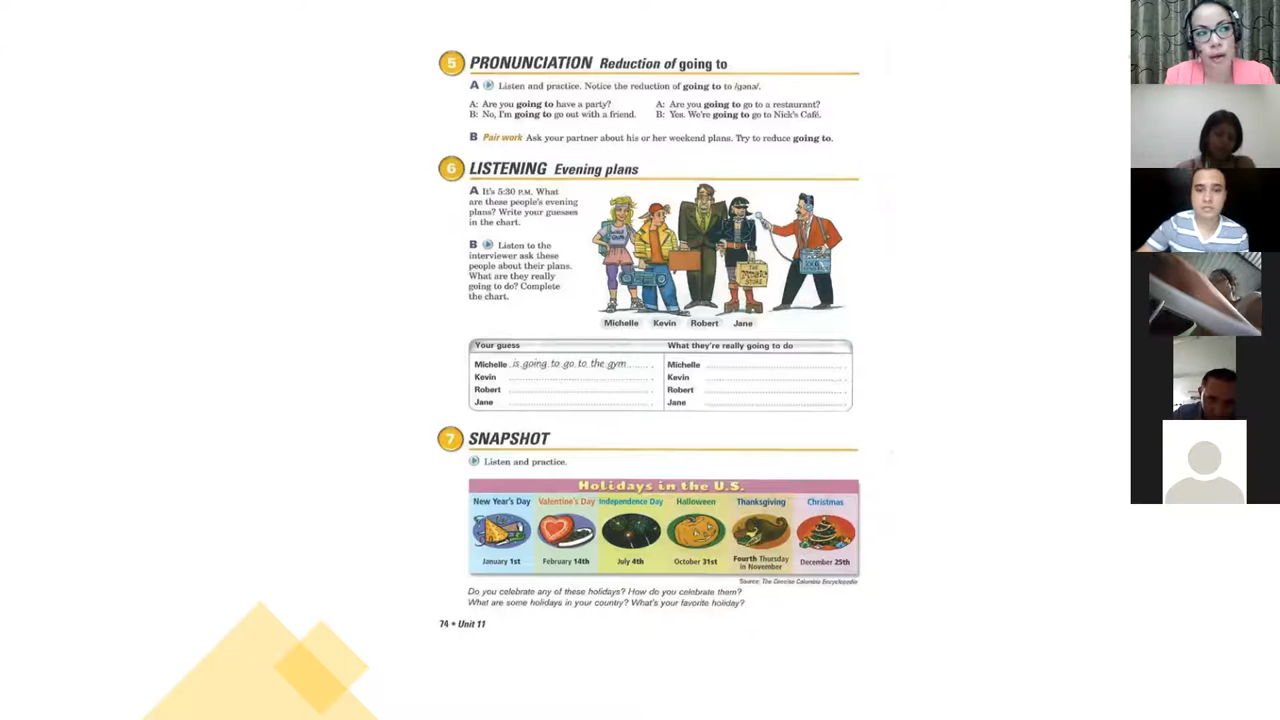 5 PRONUNCIATION Reduction of going to
A Listen and practice. Notice the reduction of going to to /gənə/.
A: Are you going to have a party?
B: No, I'm going to go out with a friend.
A: Are you going to go to a restaurant?
B: Yes. We're going to go to Nick's Café.
B Pair work Ask your partner about his or her weekend plans. Try to reduce going to.
6 LISTENING Evening plans
A It's 5:30 P.M. What
are these people's evening
plans? Write your guesses
in the chart.
B Listen to the
interviewer ask these
people about their plans.
What are they really
going to do? Complete
the chart.
THE
STORE
Michelle Kevin Robert Jane
Your guess What they're really going to do
Michelle is going to go to the gym. Michelle
Kevin Kevin
Robert Robert
Jane Jane
7 SNAPSHOT
Listen and practice.
Holidays in the U.S.
New Year's Day Valentine's Day Independence Day Halloween Thanksgiving Christmas
January 1st February 14th July 4th October 31st Fourth Thursday in November December 25th
Source: The Concise Columbia Encyclopedia
Do you celebrate any of these holidays? How do you celebrate them?
What are some holidays in your country? What's your favorite holiday?
74 • Unit 11